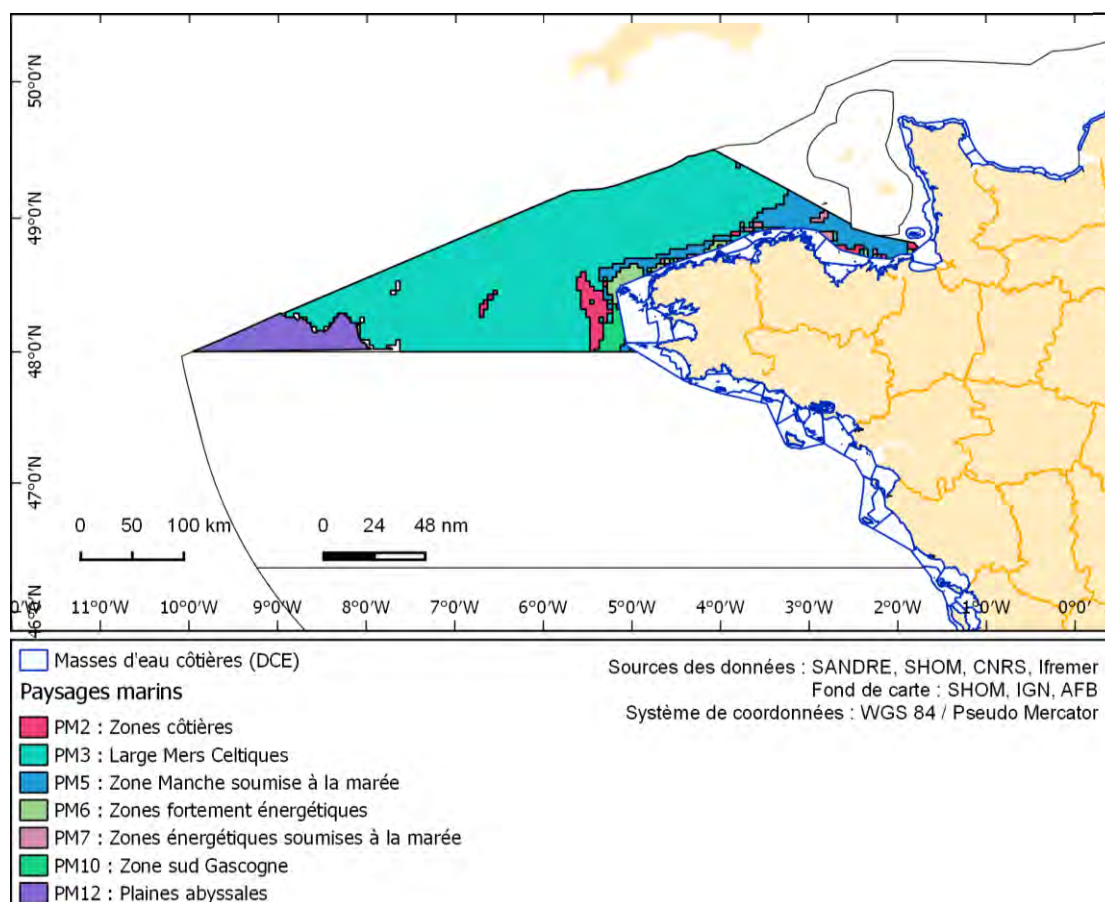 50°0'N
49°0'N
48°0'N
47°0'N
46°0'N
0 50 100 km
0 24 48 nm
0'W 11°0'W 10°0'W 9°0'W 8°0'W 7°0'W 6°0'W 5°0'W 4°0'W 3°0'W 2°0'W 1°0'W 0°0'
Masses d'eau côtières (DCE)
Paysages marins
PM2 : Zones côtières
PM3 : Large Mers Celtiques
PM5 : Zone Manche soumise à la marée
PM6 : Zones fortement énergétiques
PM7 : Zones énergétiques soumises à la marée
PM10 : Zone sud Gascogne
PM12 : Plaines abyssales
Sources des données : SANDRE, SHOM, CNRS, Ifremer
Fond de carte : SHOM, IGN, AFB
Système de coordonnées : WGS 84 / Pseudo Mercator